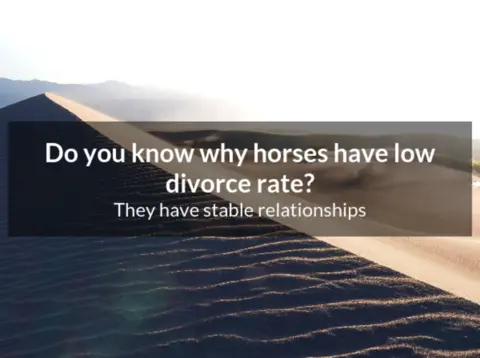 Do you know why horses have low
divorce rate?
They have stable relationships